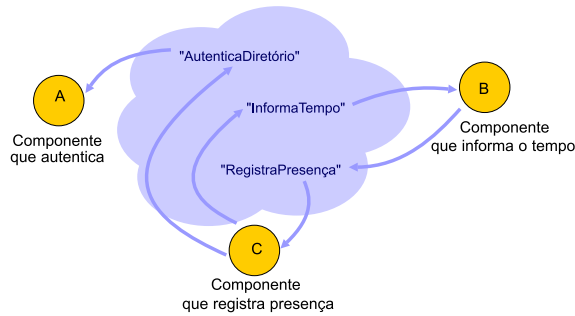 "AutenticaDiretório"
A
B
"InformaTempo"
Componente
que autentica
Componente
que informa o tempo
"RegistraPresença"
C
Componente
que registra presença